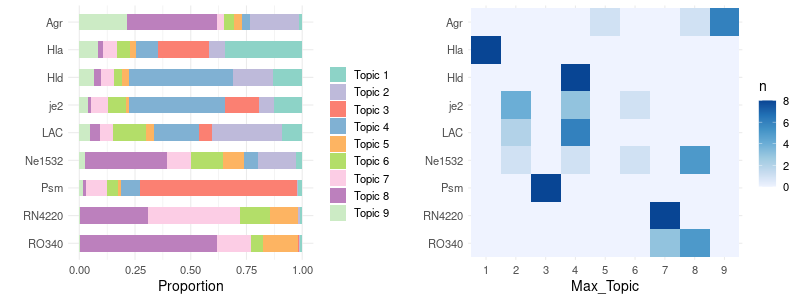 Agr
Hla
Hld
je2
LAC
Ne1532
Psm
RN4220
RO340
0.00 0.25 0.50 0.75 1.00
Proportion
Topic 1
Topic 2
Topic 3
Topic 4
Topic 5
Topic 6
Topic 7
Topic 8
Topic 9
Agr
Hla
Hld
je2
LAC
Ne1532
Psm
RN4220
RO340
1 2 3 4 5 6 7 8 9
Max_Topic
n
8
6
4
2
0